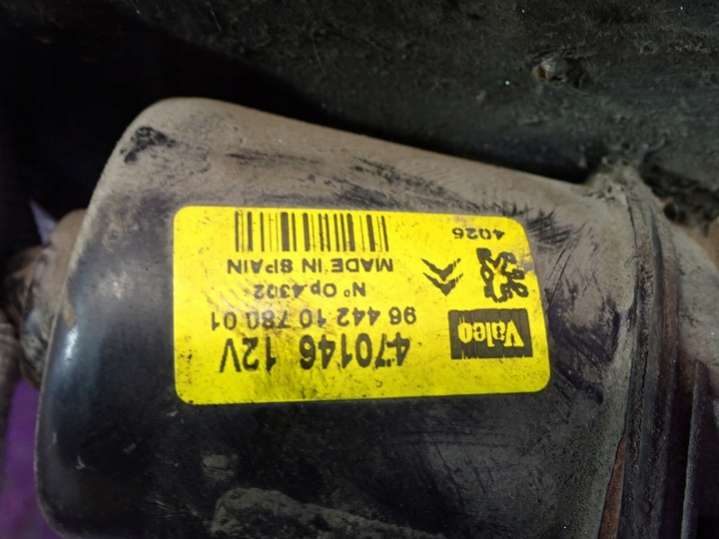 470146 12V
Valeo
96 442 10 780 01
N° Op.4302
MADE IN SPAIN
4026